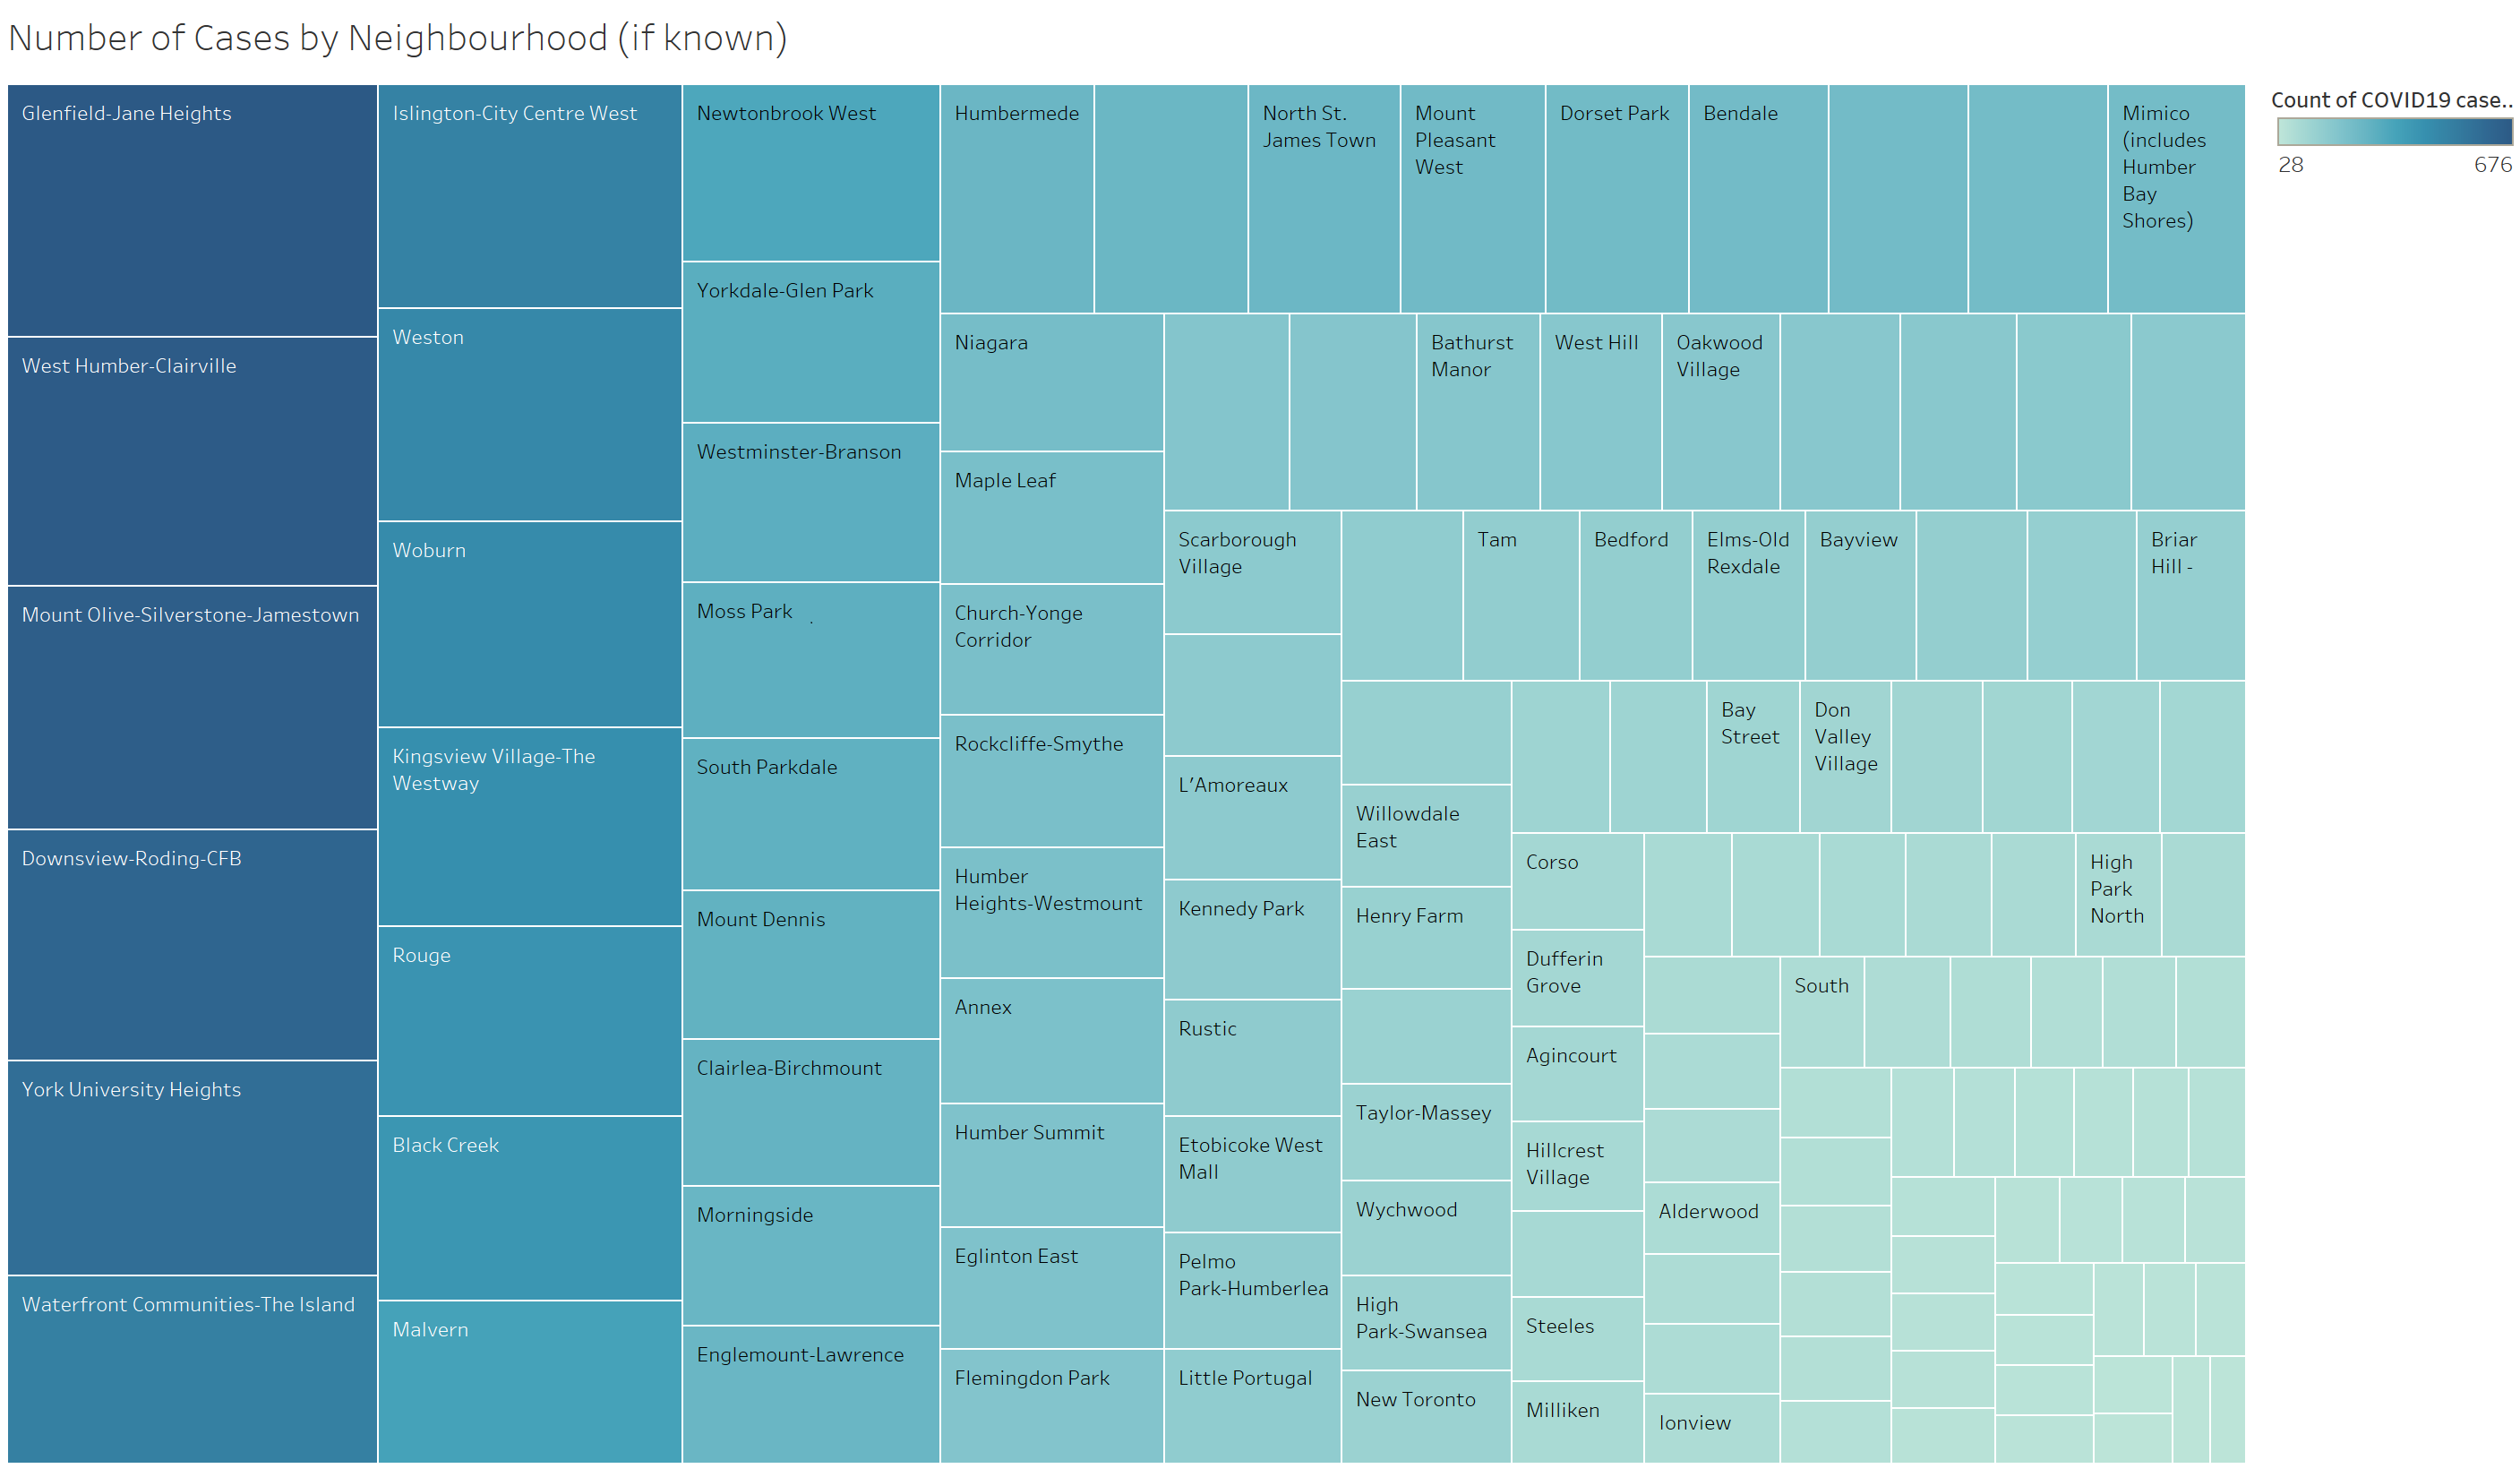 Number of Cases by Neighbourhood (if known)
Glenfield-Jane Heights
West Humber-Clairville
Mount Olive-Silverstone-Jamestown
Downsview-Roding-CFB
York University Heights
Waterfront Communities-The Island
Islington-City Centre West
Weston
Woburn
Kingsview Village-The
Westway
Rouge
Black Creek
Malvern
Newtonbrook West
Yorkdale-Glen Park
Westminster-Branson
Moss Park
South Parkdale
Mount Dennis
Clairlea-Birchmount
Morningside
Englemount-Lawrence
Humbermede
North St.
James Town
Mount
Pleasant
West
Dorset Park
Bendale
Mimico
(includes
Humber
Bay
Shores)
Niagara
Maple Leaf
Church-Yonge
Corridor
Rockcliffe-Smythe
Humber
Heights-Westmount
Annex
Humber Summit
Eglinton East
Flemingdon Park
Bathurst
Manor
West Hill
Oakwood
Village
Scarborough
Village
L’Amoreaux
Kennedy Park
Rustic
Etobicoke West
Mall
Pelmo
Park-Humberlea
Little Portugal
Tam
Bedford
Elms-Old
Rexdale
Bayview
Briar
Hill -
Willowdale
East
Henry Farm
Taylor-Massey
Wychwood
High
Park-Swansea
New Toronto
Bay
Street
Don
Valley
Village
Corso
Dufferin
Grove
Agincourt
Hillcrest
Village
Steeles
Milliken
High
Park
North
South
Alderwood
Ionview
Count of COVID19 case..
28
676